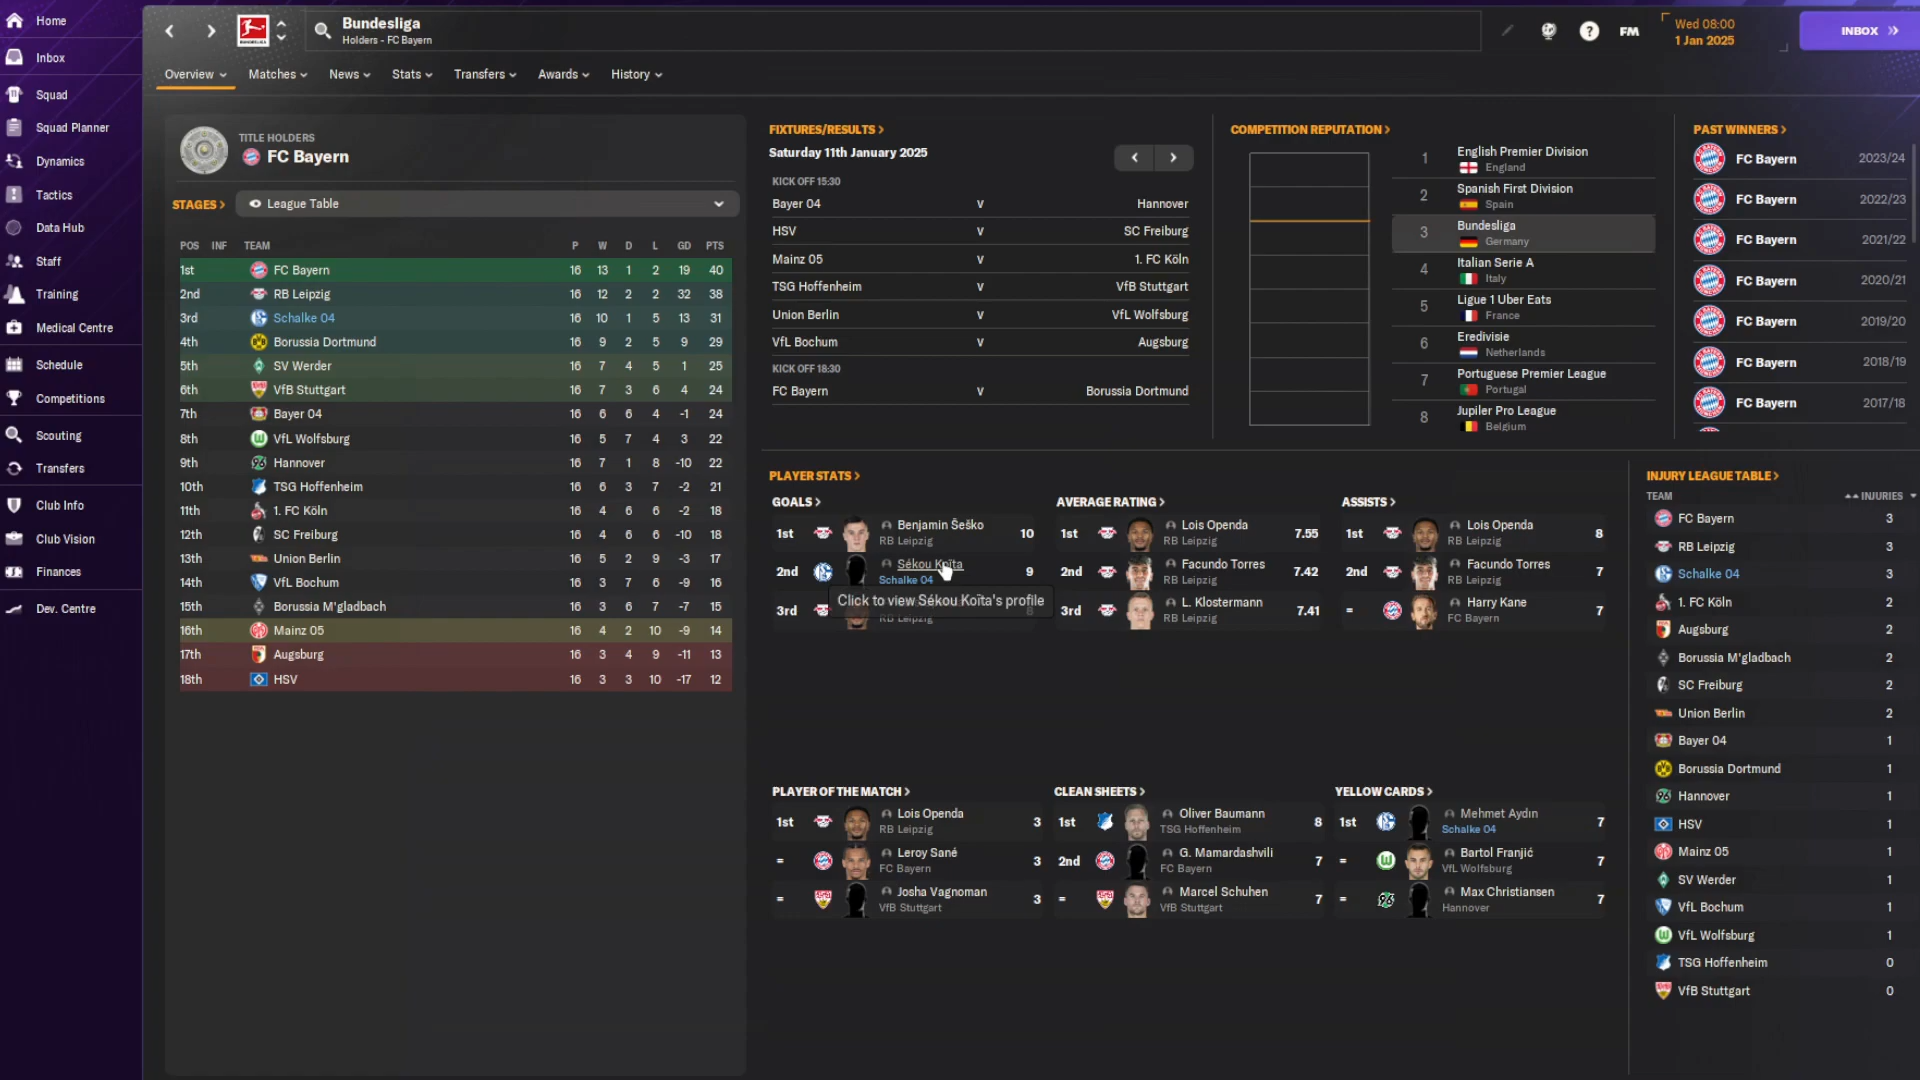 Home
Inbox
Squad
Squad Planner
Dynamics
Tactics
Data Hub
Staff
Training
Medical Centre
Schedule
Competitions
Scouting
Transfers
Club Info
Club Vision
Finances
Dev. Centre
Bundesliga
Holders - FC Bayern
? FM
Wed 08:00
1 Jan 2025
INBOX
Overview Matches News Stats Transfers Awards History
TITLE HOLDERS
FC Bayern
STAGES > League Table
POS INF TEAM P W D L GD PTS
1st FC Bayern 16 13 1 2 19 40
2nd RB Leipzig 16 12 2 2 32 38
3rd Schalke 04 16 10 1 5 13 31
4th Borussia Dortmund 16 9 2 5 9 29
5th SV Werder 16 7 4 5 1 25
6th VfB Stuttgart 16 7 3 6 4 24
7th Bayer 04 16 6 6 4 -1 24
8th VfL Wolfsburg 16 5 7 4 3 22
9th Hannover 16 7 1 8 -10 22
10th TSG Hoffenheim 16 6 3 7 -2 21
11th 1. FC Köln 16 4 6 6 -2 18
12th SC Freiburg 16 4 6 6 -10 18
13th Union Berlin 16 5 2 9 -3 17
14th VfL Bochum 16 3 7 6 -9 16
15th Borussia M'gladbach 16 3 6 7 -7 15
16th Mainz 05 16 4 2 10 -9 14
17th Augsburg 16 3 4 9 -11 13
18th HSV 16 3 3 10 -17 12
FIXTURES/RESULTS >
Saturday 11th January 2025
KICK OFF 15:30
Bayer 04 v Hannover
HSV v SC Freiburg
Mainz 05 v 1. FC Köln
TSG Hoffenheim v VfB Stuttgart
Union Berlin v VfL Wolfsburg
VfL Bochum v Augsburg
KICK OFF 18:30
FC Bayern v Borussia Dortmund
COMPETITION REPUTATION >
1 English Premier Division
England
2 Spanish First Division
Spain
3 Bundesliga
Germany
4 Italian Serie A
Italy
5 Ligue 1 Uber Eats
France
6 Eredivisie
Netherlands
7 Portuguese Premier League
Portugal
8 Jupiler Pro League
Belgium
PAST WINNERS >
FC Bayern 2023/24
FC Bayern 2022/23
FC Bayern 2021/22
FC Bayern 2020/21
FC Bayern 2019/20
FC Bayern 2018/19
FC Bayern 2017/18
PLAYER STATS >
GOALS >
1st Benjamin Šeško 10
RB Leipzig
2nd Sékou Koïta 9
Schalke 04
Click to view Sékou Koïta's profile
3rd 8
RB Leipzig
AVERAGE RATING >
1st Lois Openda 7.55
RB Leipzig
2nd Facundo Torres 7.42
RB Leipzig
3rd L. Klostermann 7.41
RB Leipzig
ASSISTS >
1st Lois Openda 8
RB Leipzig
2nd Facundo Torres 7
RB Leipzig
= Harry Kane 7
FC Bayern
PLAYER OF THE MATCH >
1st Lois Openda 3
RB Leipzig
= Leroy Sané 3
FC Bayern
= Josha Vagnoman 3
VfB Stuttgart
CLEAN SHEETS >
1st Oliver Baumann 8
TSG Hoffenheim
2nd G. Mamardashvili 7
FC Bayern
= Marcel Schuhen 7
VfB Stuttgart
YELLOW CARDS >
1st Mehmet Aydın 7
Schalke 04
= Bartol Franjić 7
VfL Wolfsburg
= Max Christiansen 7
Hannover
INJURY LEAGUE TABLE >
TEAM INJURIES
FC Bayern 3
RB Leipzig 3
Schalke 04 3
1. FC Köln 2
Augsburg 2
Borussia M'gladbach 2
SC Freiburg 2
Union Berlin 2
Bayer 04 1
Borussia Dortmund 1
Hannover 1
HSV 1
Mainz 05 1
SV Werder 1
VfL Bochum 1
VfL Wolfsburg 1
TSG Hoffenheim 0
VfB Stuttgart 0